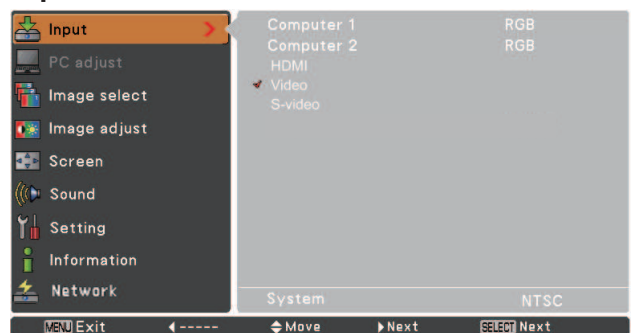 Input
PC adjust
Image select
Image adjust
Screen
Sound
Setting
Information
Network
Computer 1 RGB
Computer 2 RGB
HDMI
Video
S-video
System NTSC
MENU Exit ----- Move Next SELECT Next